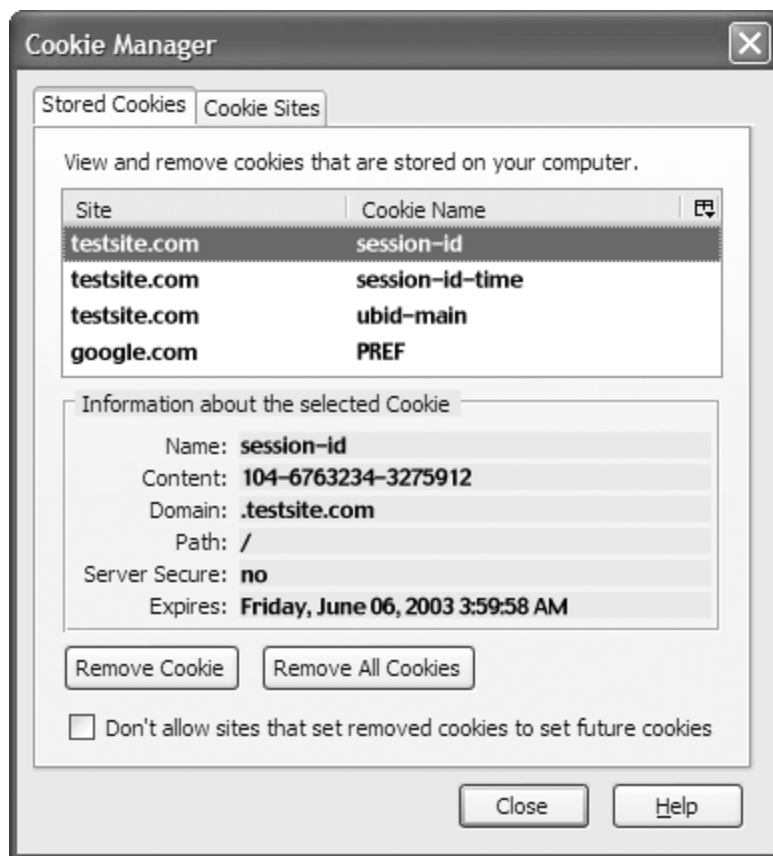 Cookie Manager
Stored Cookies Cookie Sites
View and remove cookies that are stored on your computer.
Site Cookie Name
testsite.com session-id
testsite.com session-id-time
testsite.com ubid-main
google.com PREF
Information about the selected Cookie
Name: session-id
Content: 104-6763234-3275912
Domain: .testsite.com
Path: /
Server Secure: no
Expires: Friday, June 06, 2003 3:59:58 AM
Remove Cookie Remove All Cookies
Don't allow sites that set removed cookies to set future cookies
Close Help